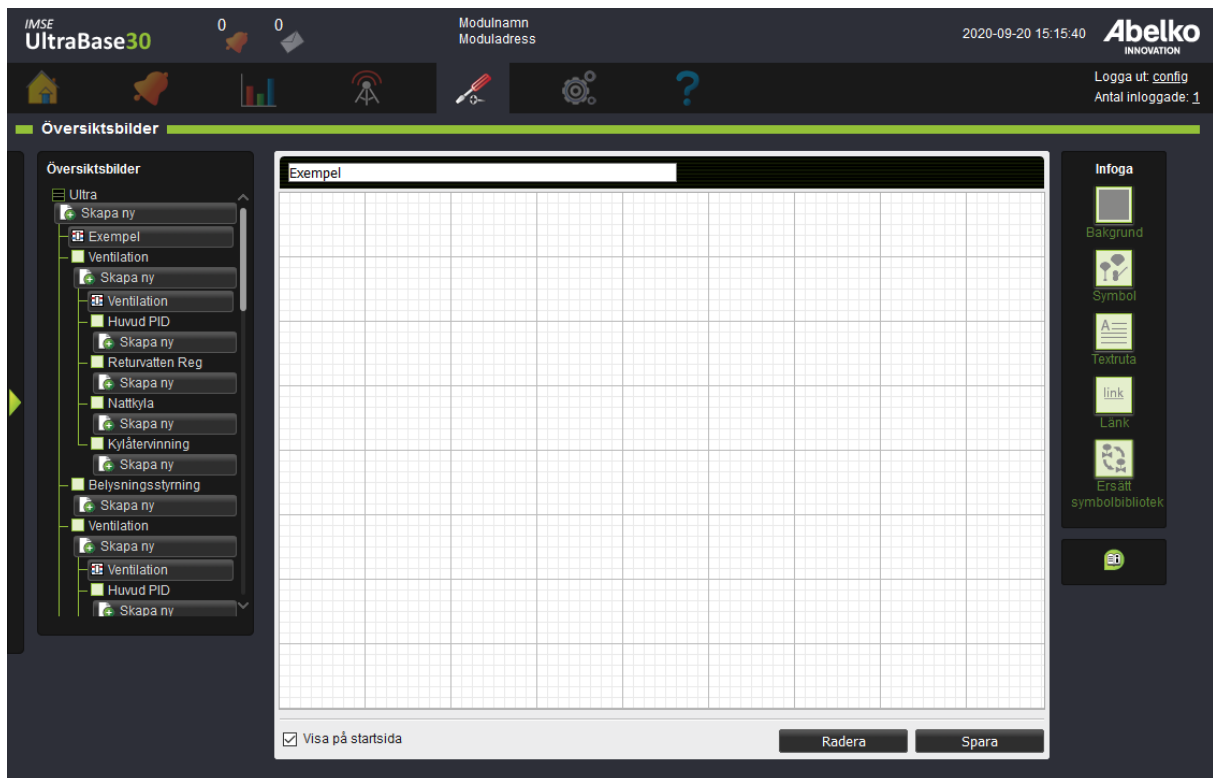 IMSE
UltraBase30
0
0
Modulnamn
Moduladress
2020-09-20 15:15:40
Abelko
INNOVATION
Logga ut: config
Antal inloggade: 1
Översiktsbilder
Översiktsbilder
Ultra
Skapa ny
Exempel
Ventilation
Skapa ny
Ventilation
Huvud PID
Skapa ny
Returvatten Reg
Skapa ny
Nattkyla
Skapa ny
Kylåtervinning
Skapa ny
Belysningsstyrning
Skapa ny
Ventilation
Skapa ny
Ventilation
Huvud PID
Skapa ny
Exempel
Visa på startsida
Radera
Spara
Infoga
Bakgrund
Symbol
A
Textruta
link
Länk
Ersätt
symbolbibliotek